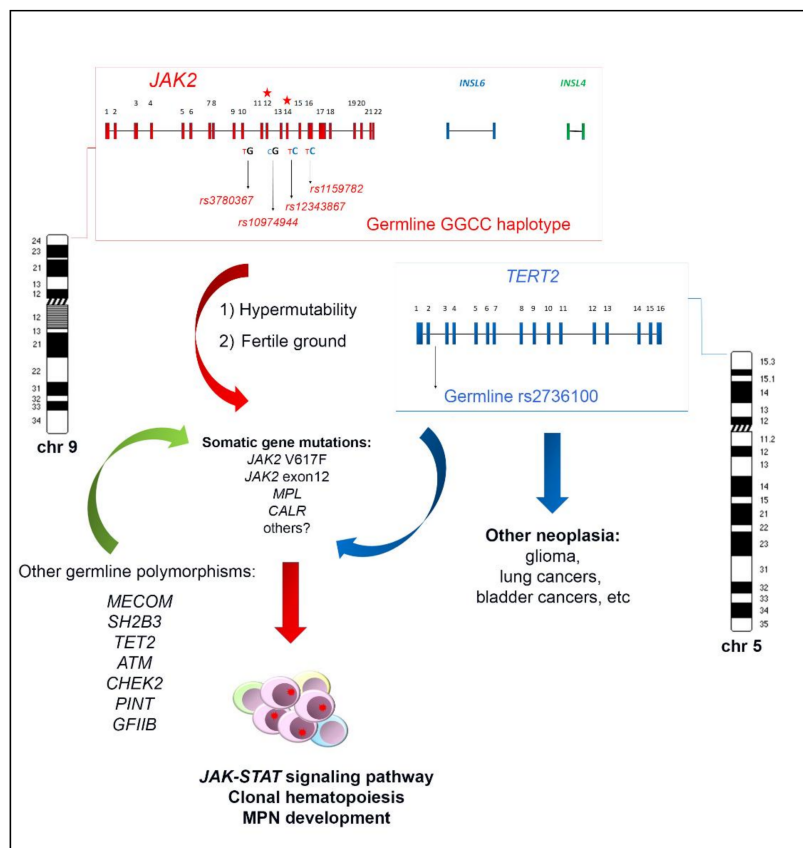 JAK2
INSL6
INSL4
1 2 3 4 5 6 7 8 9 10 11 12 13 14 15 16 17 18 19 20 21 22
TG CG TC TC
rs3780367
rs10974944
rs12343867
rs1159782
Germline GGCC haplotype
24
23
21
13
12
12
13
21
22
31
32
33
34
chr 9
1) Hypermutability
2) Fertile ground
TERT2
1 2 3 4 5 6 7 8 9 10 11 12 13 14 15 16
Germline rs2736100
15.3
15.1
14
13
12
11.2
12
13
14
15
21
22
23
31
32
33
34
35
chr 5
Somatic gene mutations:
JAK2 V617F
JAK2 exon12
MPL
CALR
others?
Other neoplasia:
glioma,
lung cancers,
bladder cancers, etc
Other germline polymorphisms:
MECOM
SH2B3
TET2
ATM
CHEK2
PINT
GFIIB
JAK-STAT signaling pathway
Clonal hematopoiesis
MPN development